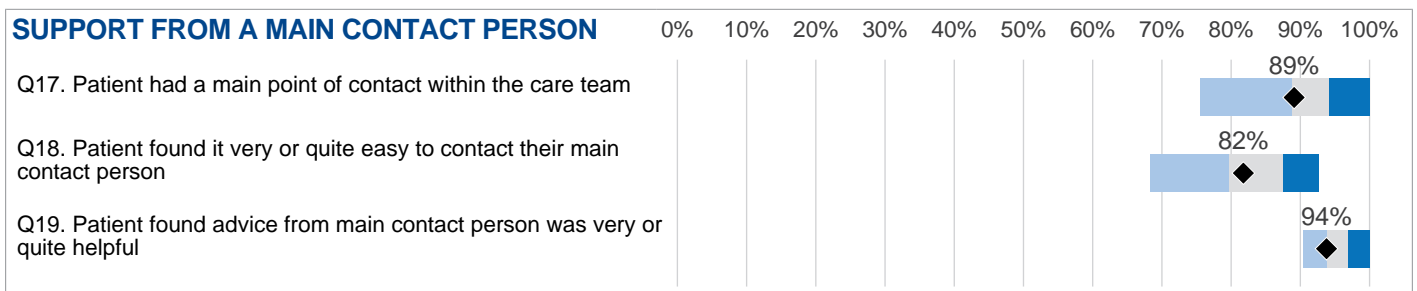 SUPPORT FROM A MAIN CONTACT PERSON 0% 10% 20% 30% 40% 50% 60% 70% 80% 90% 100%
89%
Q17. Patient had a main point of contact within the care team
82%
Q18. Patient found it very or quite easy to contact their main
contact person
94%
Q19. Patient found advice from main contact person was very or
quite helpful